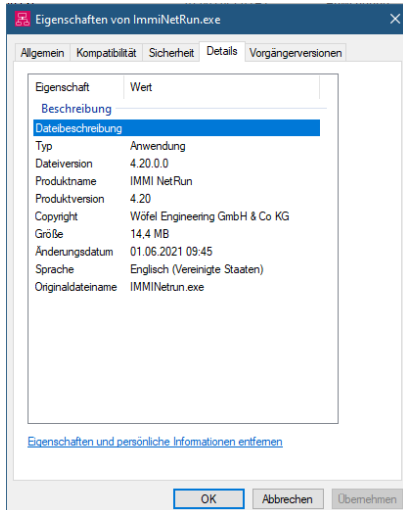 Eigenschaften von ImmiNetRun.exe
Allgemein Kompatibilität Sicherheit Details Vorgängerversionen
Eigenschaft Wert
Beschreibung
Dateibeschreibung
Typ Anwendung
Dateiversion 4.20.0.0
Produktname IMMI NetRun
Produktversion 4.20
Copyright Wöfel Engineering GmbH & Co KG
Größe 14,4 MB
Änderungsdatum 01.06.2021 09:45
Sprache Englisch (Vereinigte Staaten)
Originaldateiname IMMINetrun.exe
Eigenschaften und persönliche Informationen entfernen
OK Abbrechen Übernehmen